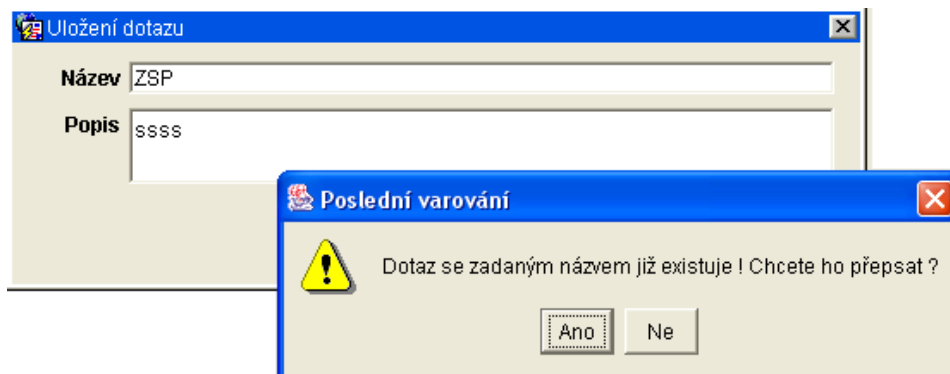 Uložení dotazu
Název ZSP
Popis ssss
Poslední varování
Dotaz se zadaným názvem již existuje ! Chcete ho přepsat ?
Ano Ne